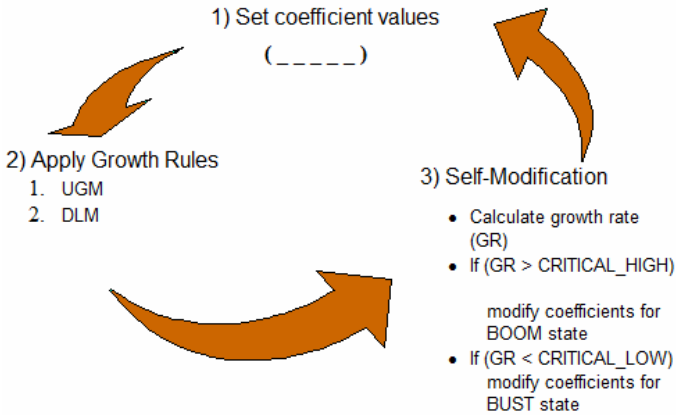 1) Set coefficient values
( _ _ _ _ _ )
2) Apply Growth Rules
1. UGM
2. DLM
3) Self-Modification
• Calculate growth rate
(GR)
• If (GR > CRITICAL_HIGH)
modify coefficients for
BOOM state
• If (GR < CRITICAL_LOW)
modify coefficients for
BUST state